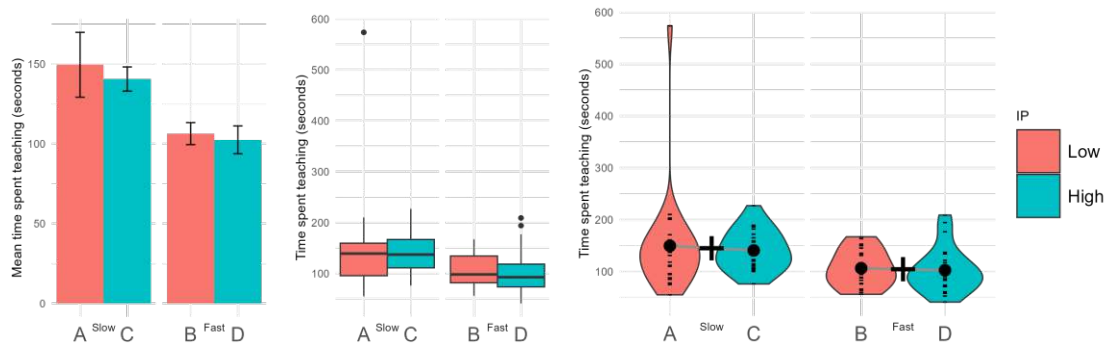 Mean time spent teaching (seconds)
150
100
50
0
A Slow C B Fast D
Time spent teaching (seconds)
600
500
400
300
200
100
A Slow C B Fast D
Time spent teaching (seconds)
600
500
400
300
200
100
A Slow C B Fast D
IP
Low
High